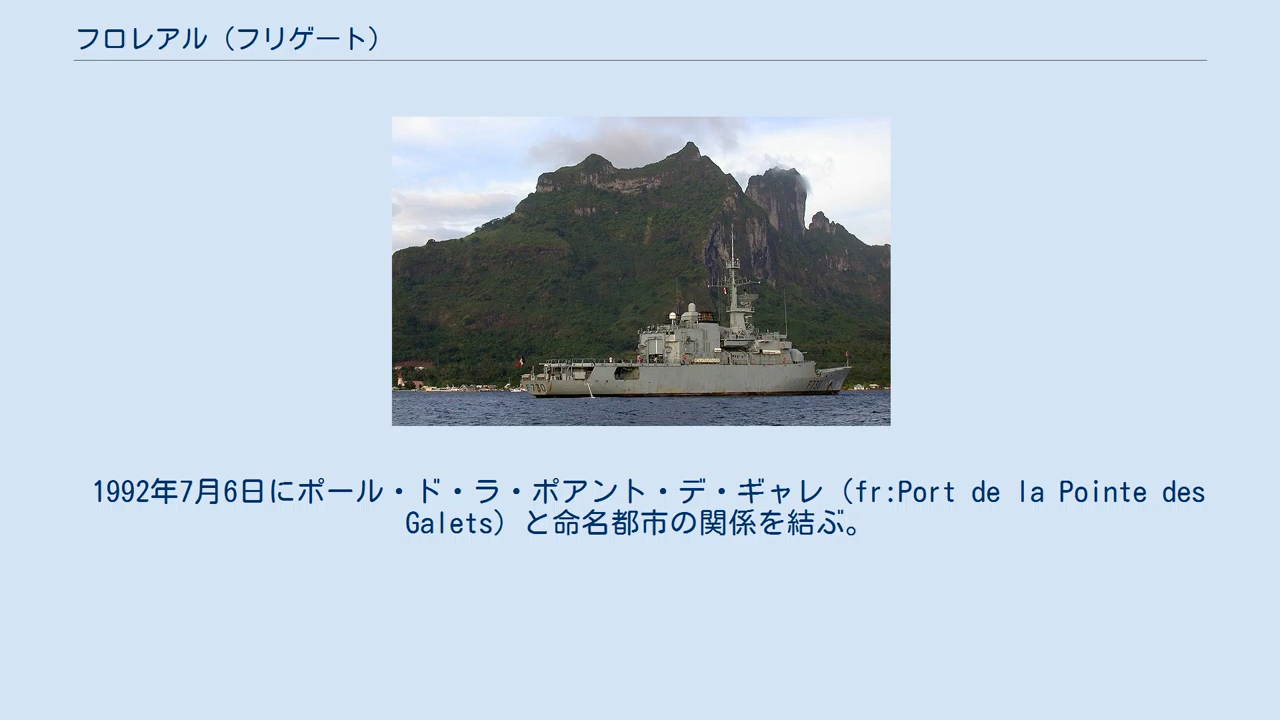 フロレアル（フリゲート）
F730
F730
1992年7月6日にポール・ド・ラ・ポアント・デ・ギャレ（fr:Port de la Pointe des
Galets）と命名都市の関係を結ぶ。